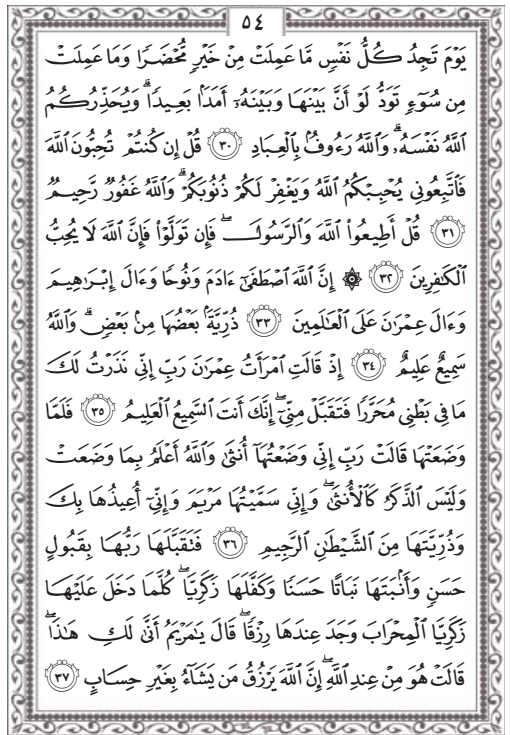 ٥٤
يَوْمَ تَجِدُ كُلُّ نَفْسٍ مَّا عَمِلَتْ مِنْ خَيْرٍ مُّحْضَرًا وَمَا عَمِلَتْ
مِن سُوٓءٍ تَوَدُّ لَوْ أَنَّ بَيْنَهَا وَبَيْنَهُۥٓ أَمَدَۢا بَعِيدًا ۗ وَيُحَذِّرُكُمُ
ٱللَّهُ نَفْسَهُۥ ۗ وَٱللَّهُ رَءُوفُۢ بِٱلْعِبَادِ ٣٠ قُلْ إِن كُنتُمْ تُحِبُّونَ ٱللَّهَ
فَٱتَّبِعُونِى يُحْبِبْكُمُ ٱللَّهُ وَيَغْفِرْ لَكُمْ ذُنُوبَكُمْ ۗ وَٱللَّهُ غَفُورٌ رَّحِيمٌ
٣١ قُلْ أَطِيعُوا۟ ٱللَّهَ وَٱلرَّسُولَ ۖ فَإِن تَوَلَّوْا۟ فَإِنَّ ٱللَّهَ لَا يُحِبُّ
ٱلْكَٰفِرِينَ ٣٢ ۞ إِنَّ ٱللَّهَ ٱصْطَفَىٰٓ ءَادَمَ وَنُوحًا وَءَالَ إِبْرَٰهِيمَ
وَءَالَ عِمْرَٰنَ عَلَى ٱلْعَٰلَمِينَ ٣٣ ذُرِّيَّةَۢ بَعْضُهَا مِنۢ بَعْضٍ ۗ وَٱللَّهُ
سَمِيعٌ عَلِيمٌ ٣٤ إِذْ قَالَتِ ٱمْرَأَتُ عِمْرَٰنَ رَبِّ إِنِّى نَذَرْتُ لَكَ
مَا فِى بَطْنِى مُحَرَّرًا فَتَقَبَّلْ مِنِّىٓ ۖ إِنَّكَ أَنتَ ٱلسَّمِيعُ ٱلْعَلِيمُ ٣٥ فَلَمَّا
وَضَعَتْهَا قَالَتْ رَبِّ إِنِّى وَضَعْتُهَآ أُنثَىٰ وَٱللَّهُ أَعْلَمُ بِمَا وَضَعَتْ
وَلَيْسَ ٱلذَّكَرُ كَٱلْأُنثَىٰ ۖ وَإِنِّى سَمَّيْتُهَا مَرْيَمَ وَإِنِّىٓ أُعِيذُهَا بِكَ
وَذُرِّيَّتَهَا مِنَ ٱلشَّيْطَٰنِ ٱلرَّجِيمِ ٣٦ فَتَقَبَّلَهَا رَبُّهَا بِقَبُولٍ
حَسَنٍ وَأَنۢبَتَهَا نَبَاتًا حَسَنًا وَكَفَّلَهَا زَكَرِيَّا ۖ كُلَّمَا دَخَلَ عَلَيْهَا
زَكَرِيَّا ٱلْمِحْرَابَ وَجَدَ عِندَهَا رِزْقًا ۖ قَالَ يَٰمَرْيَمُ أَنَّىٰ لَكِ هَٰذَا ۖ
قَالَتْ هُوَ مِنْ عِندِ ٱللَّهِ ۖ إِنَّ ٱللَّهَ يَرْزُقُ مَن يَشَآءُ بِغَيْرِ حِسَابٍ ٣٧